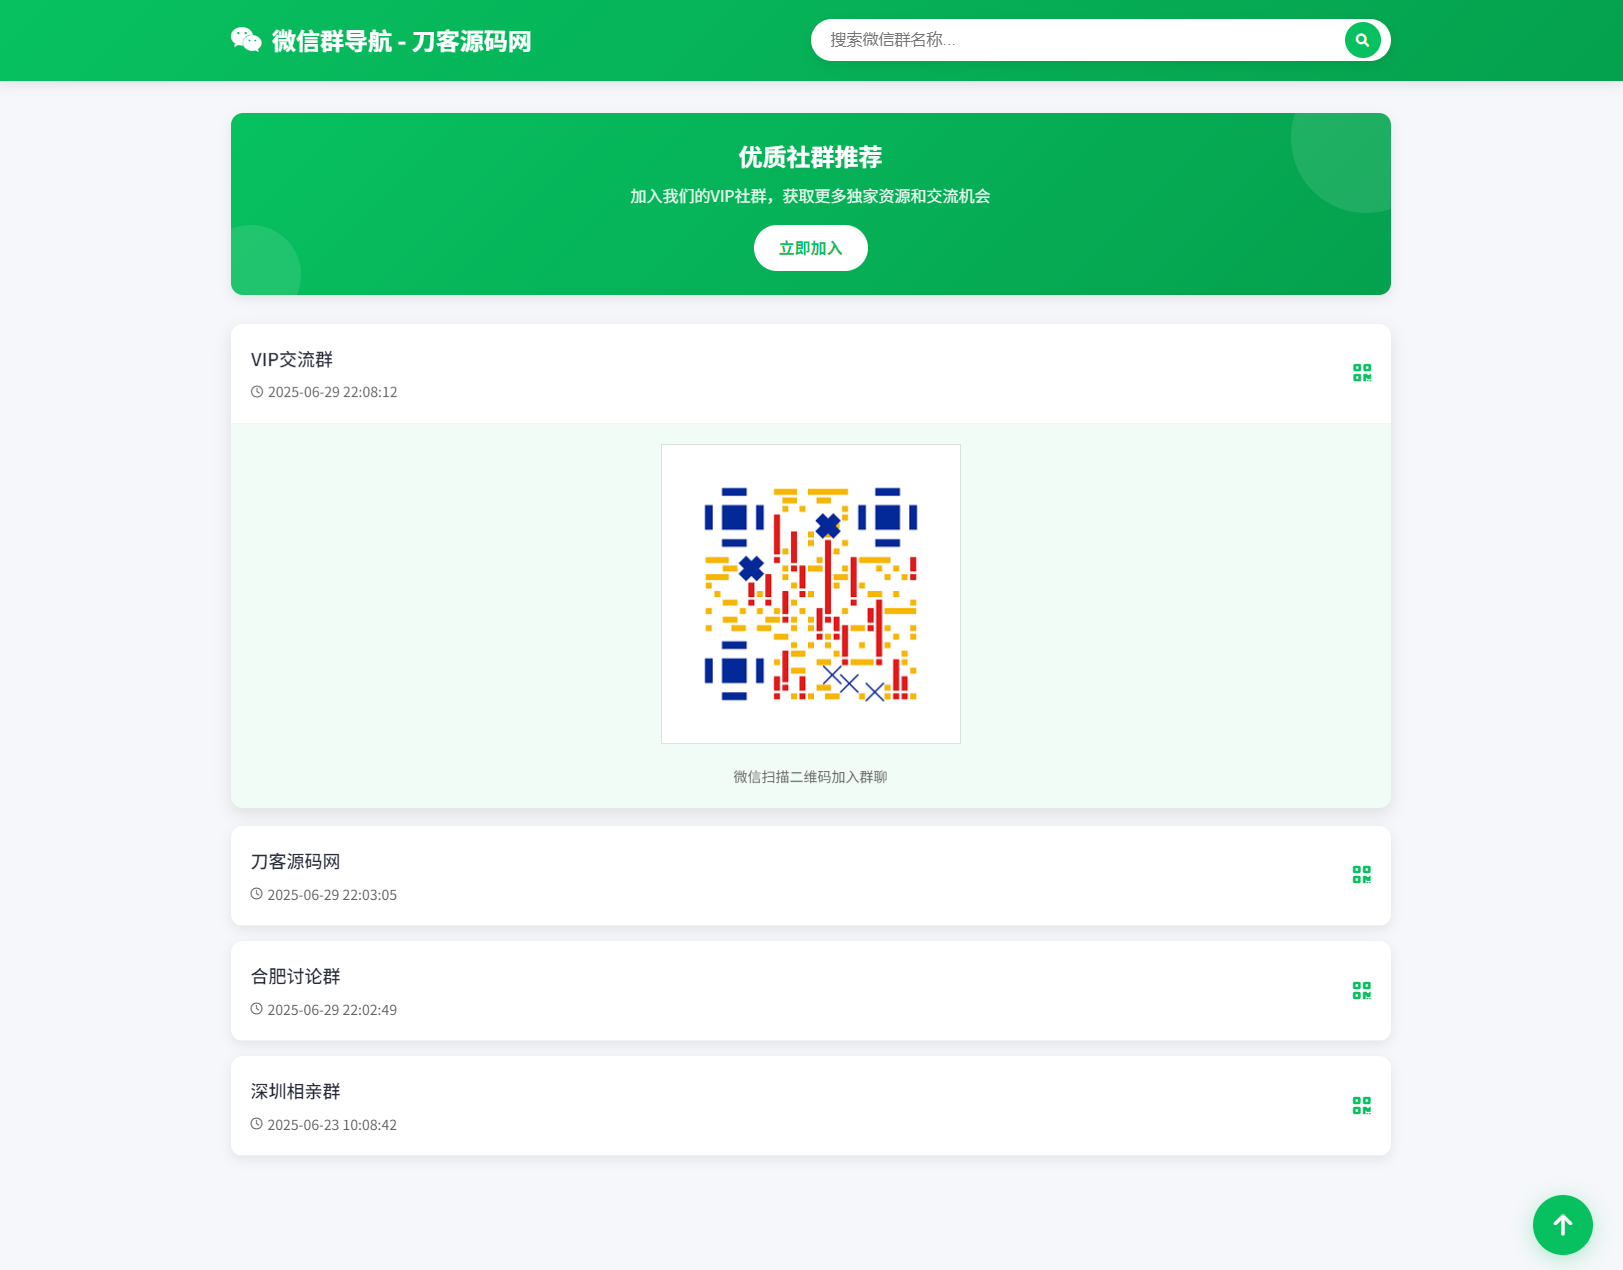 微信群导航 - 刀客源码网
搜索微信群名称...
优质社群推荐
加入我们的VIP社群，获取更多独家资源和交流机会
立即加入
VIP交流群
2025-06-29 22:08:12
微信扫描二维码加入群聊
刀客源码网
2025-06-29 22:03:05
合肥讨论群
2025-06-29 22:02:49
深圳相亲群
2025-06-23 10:08:42